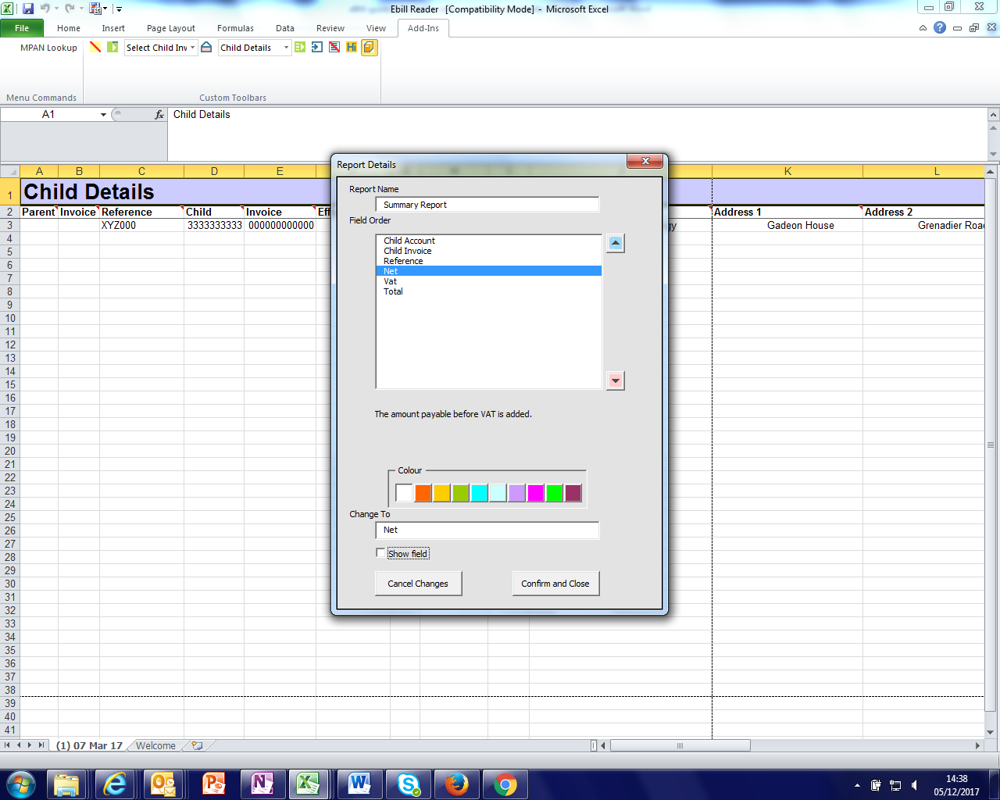 Ebill Reader [Compatibility Mode] - Microsoft Excel
File Home Insert Page Layout Formulas Data Review View Add-Ins
MPAN Lookup Select Child Inv Child Details Hi
Menu Commands Custom Toolbars
A1 fx Child Details
Report Details
A B C D E K L
1 Child Details
2 Parent Invoice Reference Child Invoice Eff Address 1 Address 2
3 XYZ000 3333333333 000000000000 gy Gadeon House Grenadier Road
Report Name
Summary Report
Field Order
Child Account
Child Invoice
Reference
Net
Vat
Total
The amount payable before VAT is added.
Colour
Change To
Net
Show field
Cancel Changes Confirm and Close
4
5
6
7
8
9
10
11
12
13
14
15
16
17
18
19
20
21
22
23
24
25
26
27
28
29
30
31
32
33
34
35
36
37
38
39
40
41
(1) 07 Mar 17 Welcome
14:38
05/12/2017